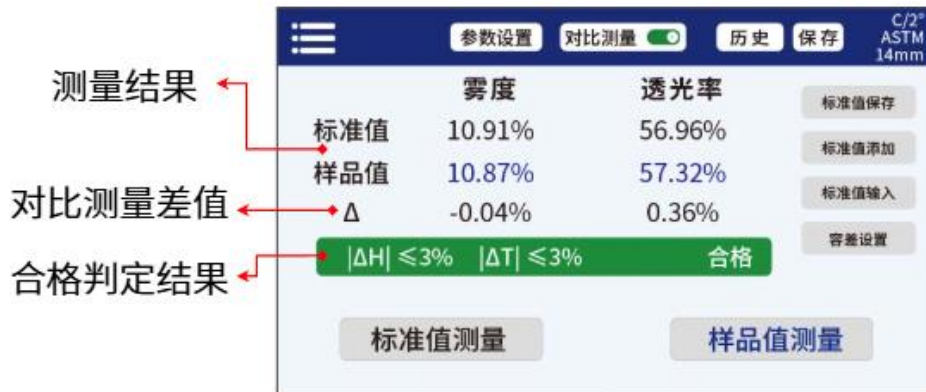 参数设置 对比测量 历史 保存 C/2°
ASTM
14mm
测量结果
雾度 透光率
标准值保存
标准值 10.91% 56.96%
标准值添加
样品值 10.87% 57.32%
标准值输入
对比测量差值
Δ -0.04% 0.36%
容差设置
合格判定结果
|ΔH| ≤3% |ΔT| ≤3% 合格
标准值测量 样品值测量